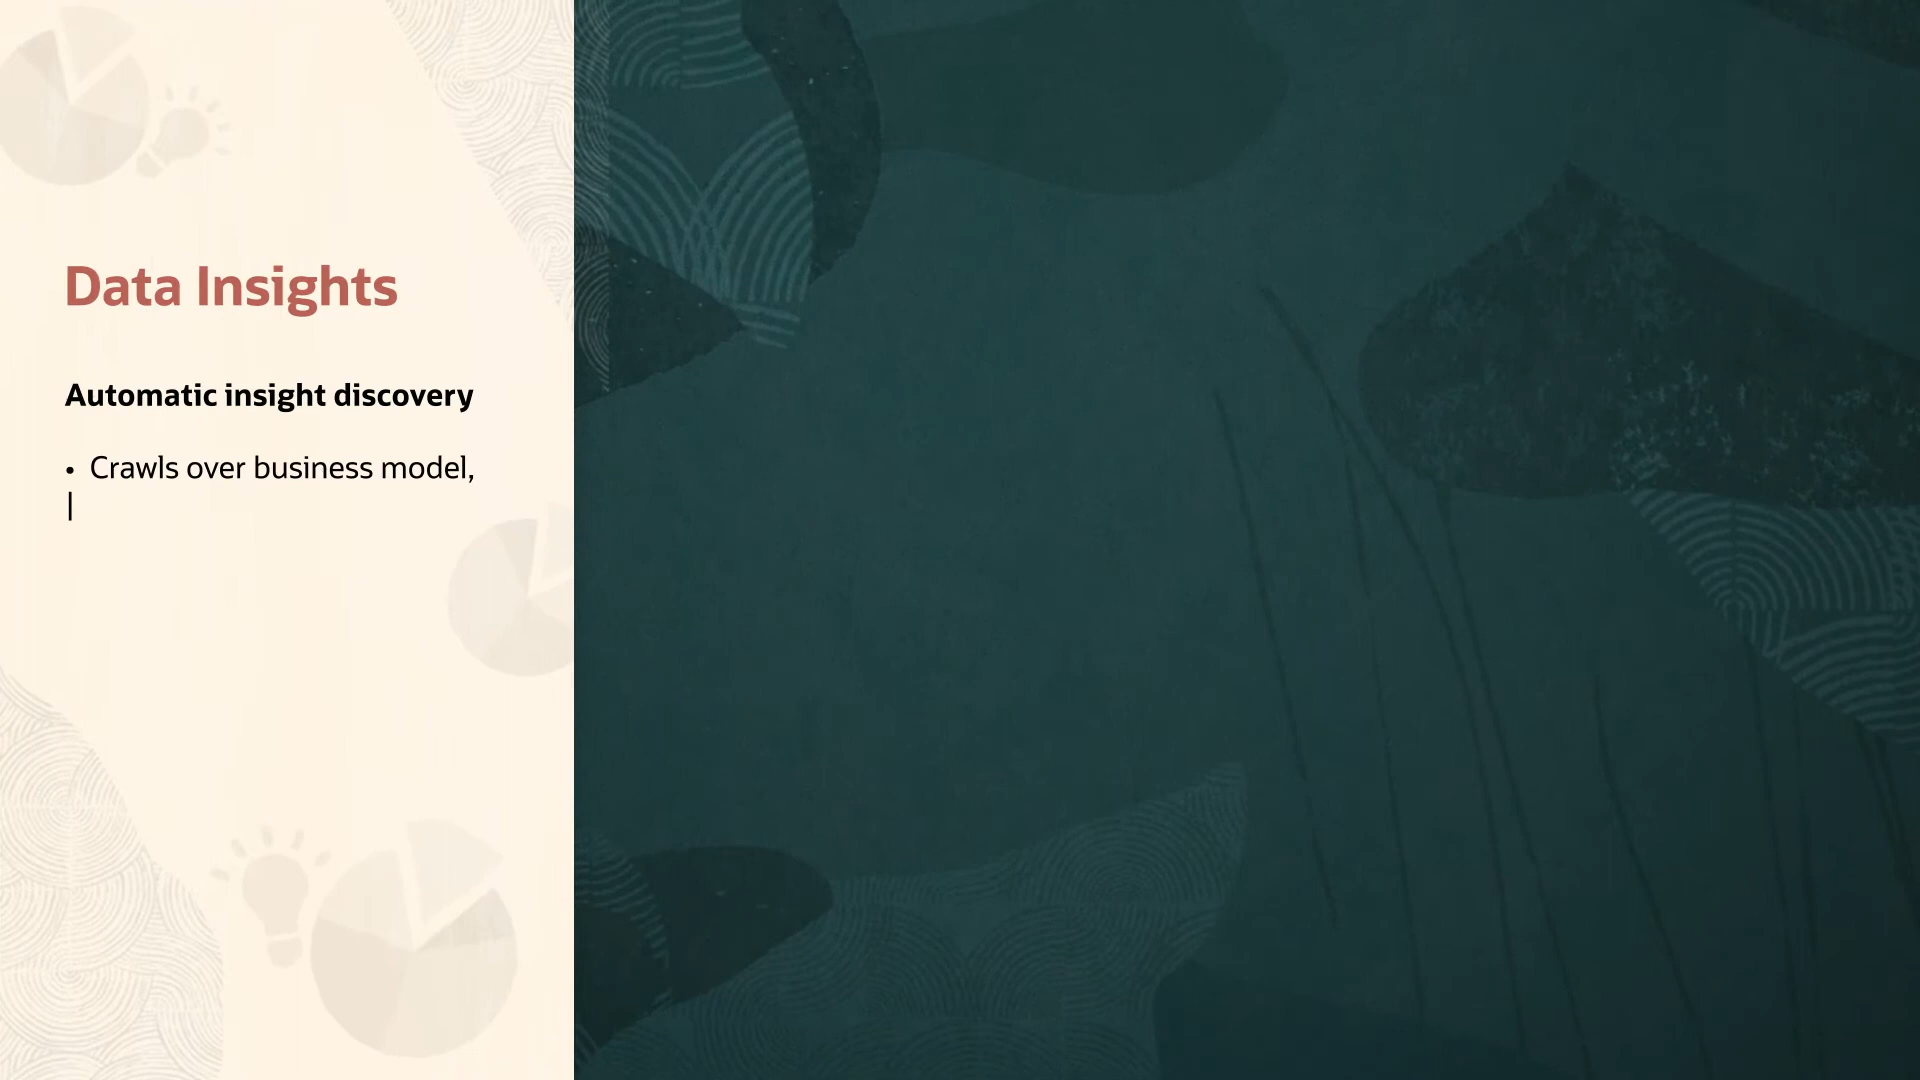 Data Insights
Automatic insight discovery
• Crawls over business model,
|